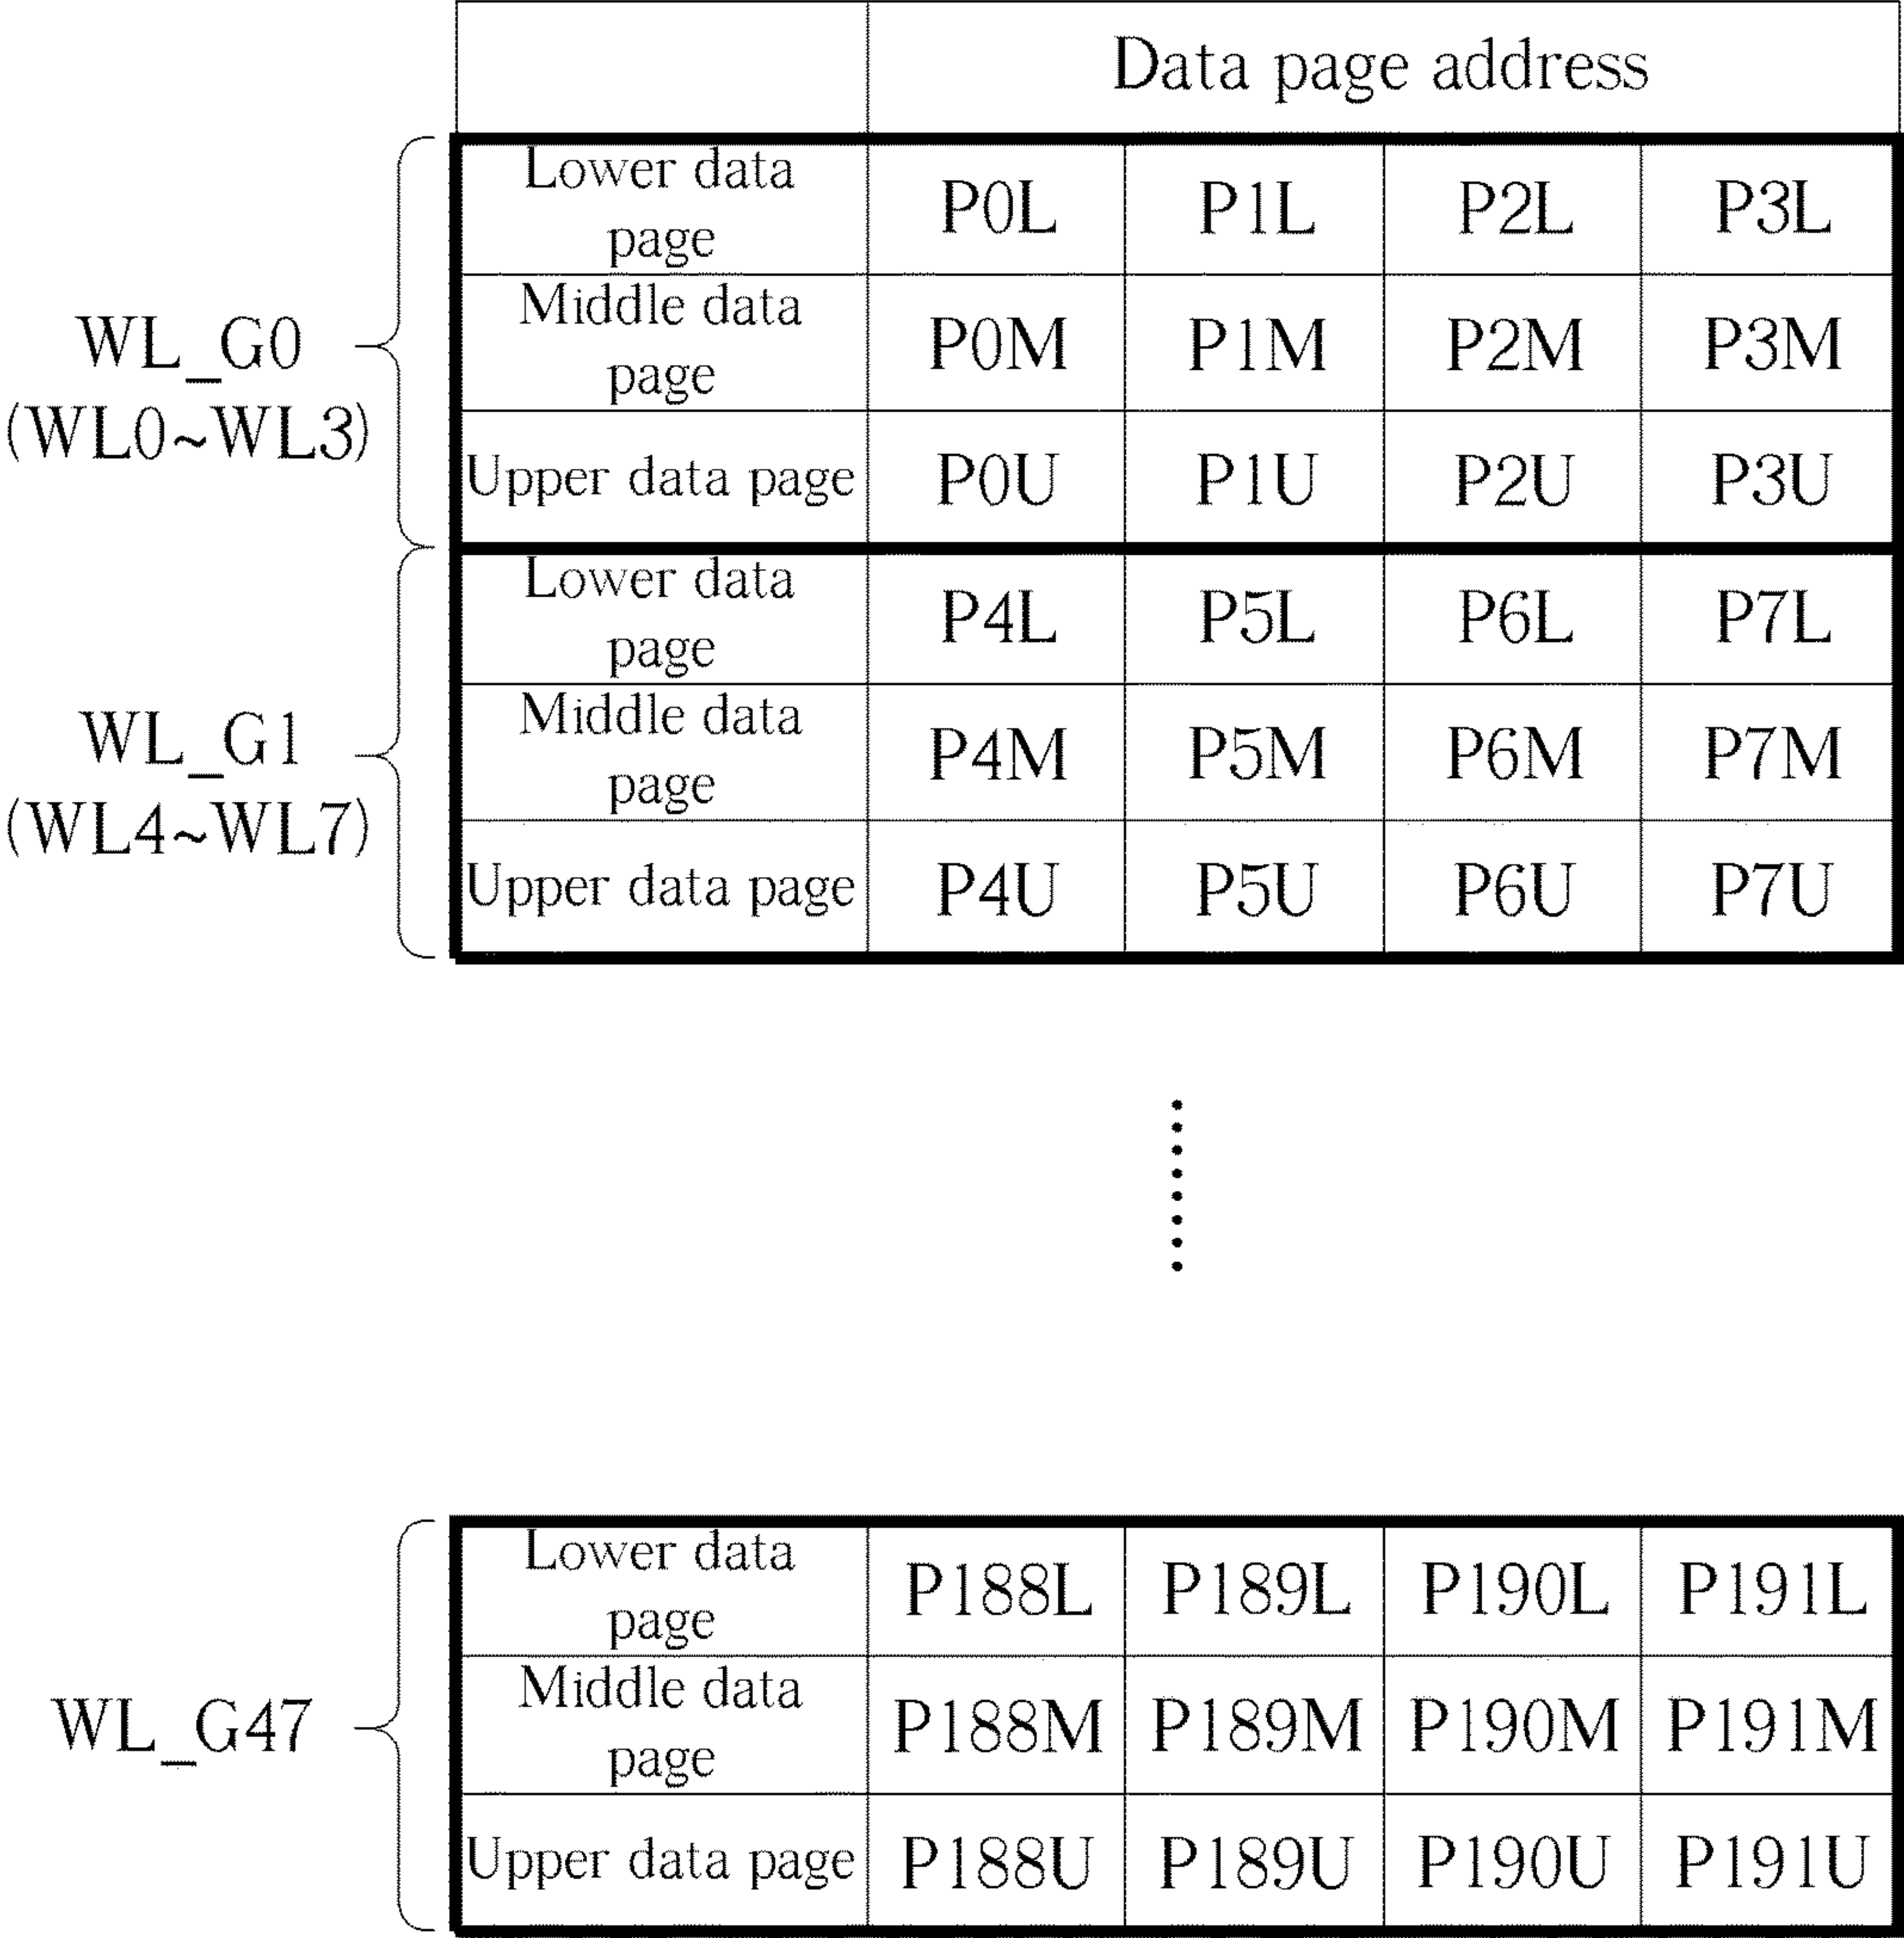 Data page address
WL_G0
(WL0~WL3)
Lower data
page
P0L P1L P2L P3L
Middle data
page
P0M P1M P2M P3M
Upper data page P0U P1U P2U P3U
WL_G1
(WL4~WL7)
Lower data
page
P4L P5L P6L P7L
Middle data
page
P4M P5M P6M P7M
Upper data page P4U P5U P6U P7U
WL_G47
Lower data
page
P188L P189L P190L P191L
Middle data
page
P188M P189M P190M P191M
Upper data page P188U P189U P190U P191U